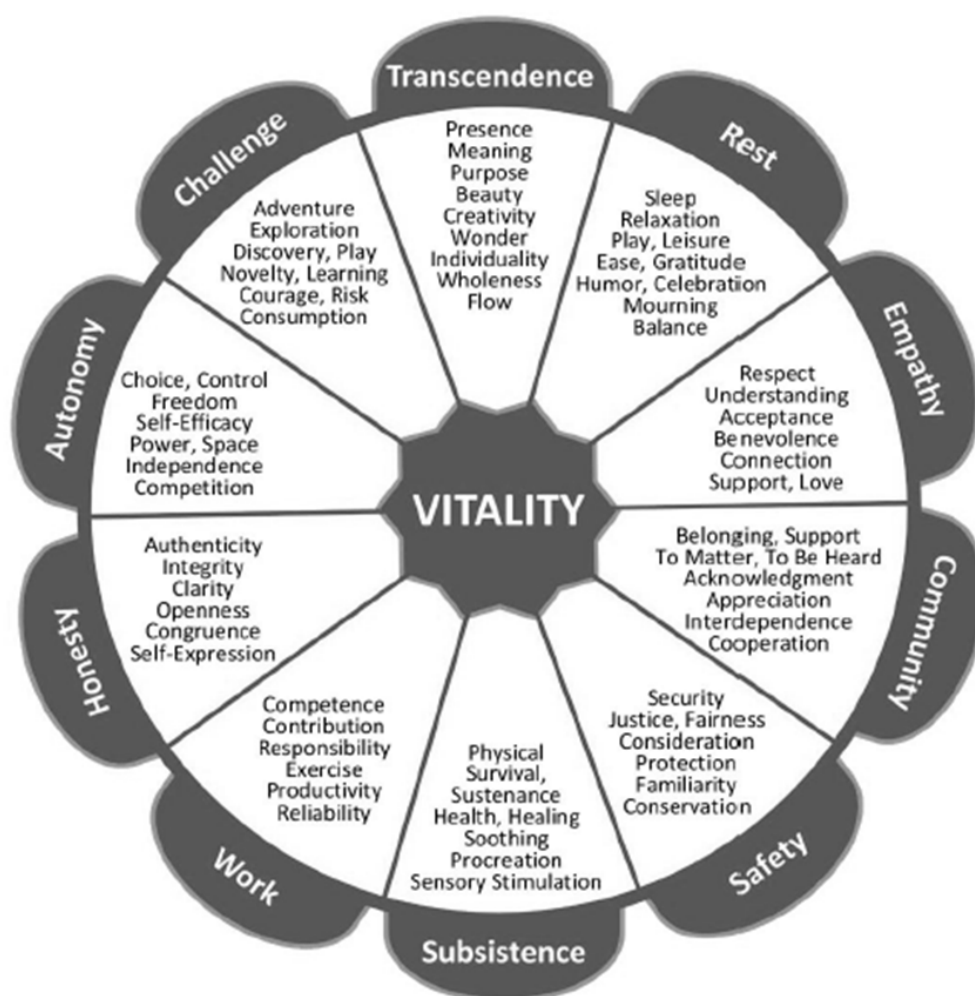 Transcendence
Presence
Meaning
Purpose
Beauty
Creativity
Wonder
Individuality
Wholeness
Flow
Rest
Sleep
Relaxation
Play, Leisure
Ease, Gratitude
Humor, Celebration
Mourning
Balance
Empathy
Respect
Understanding
Acceptance
Benevolence
Connection
Support, Love
Community
Belonging, Support
To Matter, To Be Heard
Acknowledgment
Appreciation
Interdependence
Cooperation
Safety
Security
Justice, Fairness
Consideration
Protection
Familiarity
Conservation
Subsistence
Physical
Survival,
Sustenance
Health, Healing
Soothing
Procreation
Sensory Stimulation
Work
Competence
Contribution
Responsibility
Exercise
Productivity
Reliability
Honesty
Authenticity
Integrity
Clarity
Openness
Congruence
Self-Expression
Autonomy
Choice, Control
Freedom
Self-Efficacy
Power, Space
Independence
Competition
Challenge
Adventure
Exploration
Discovery, Play
Novelty, Learning
Courage, Risk
Consumption
VITALITY